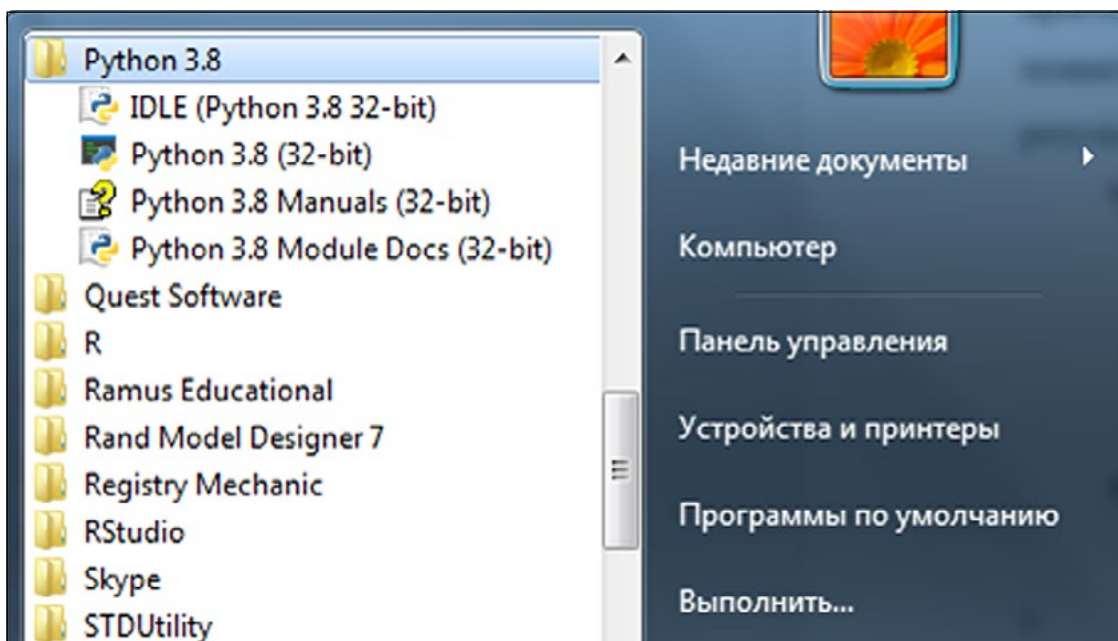 Python 3.8
IDLE (Python 3.8 32-bit)
Python 3.8 (32-bit)
Python 3.8 Manuals (32-bit)
Python 3.8 Module Docs (32-bit)
Quest Software
R
Ramus Educational
Rand Model Designer 7
Registry Mechanic
RStudio
Skype
STDUtility
Недавние документы
Компьютер
Панель управления
Устройства и принтеры
Программы по умолчанию
Выполнить...